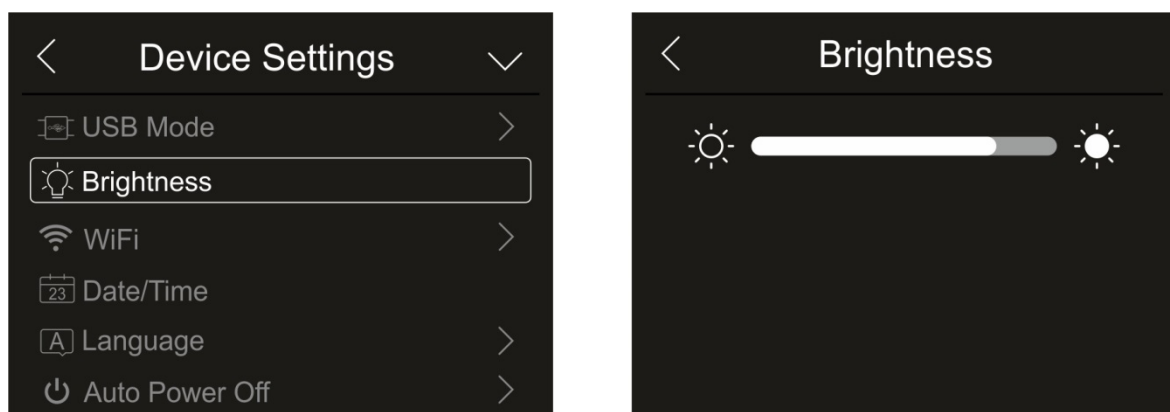 Device Settings
USB Mode
Brightness
WiFi
23 Date/Time
A Language
Auto Power Off
Brightness